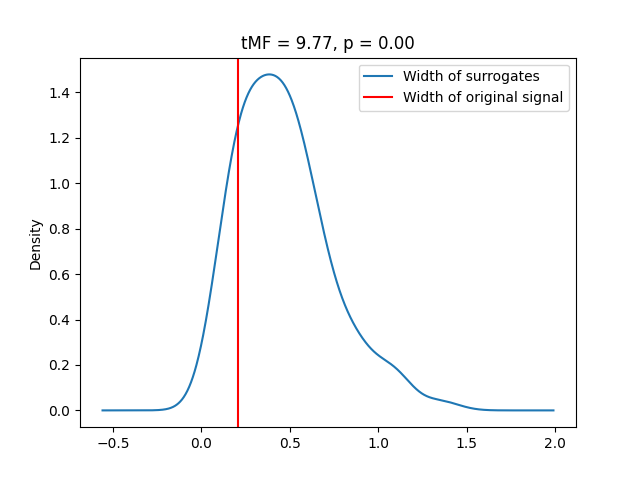 tMF = 9.77, p = 0.00
Width of surrogates
Width of original signal
Density
1.4
1.2
1.0
0.8
0.6
0.4
0.2
0.0
−0.5 0.0 0.5 1.0 1.5 2.0